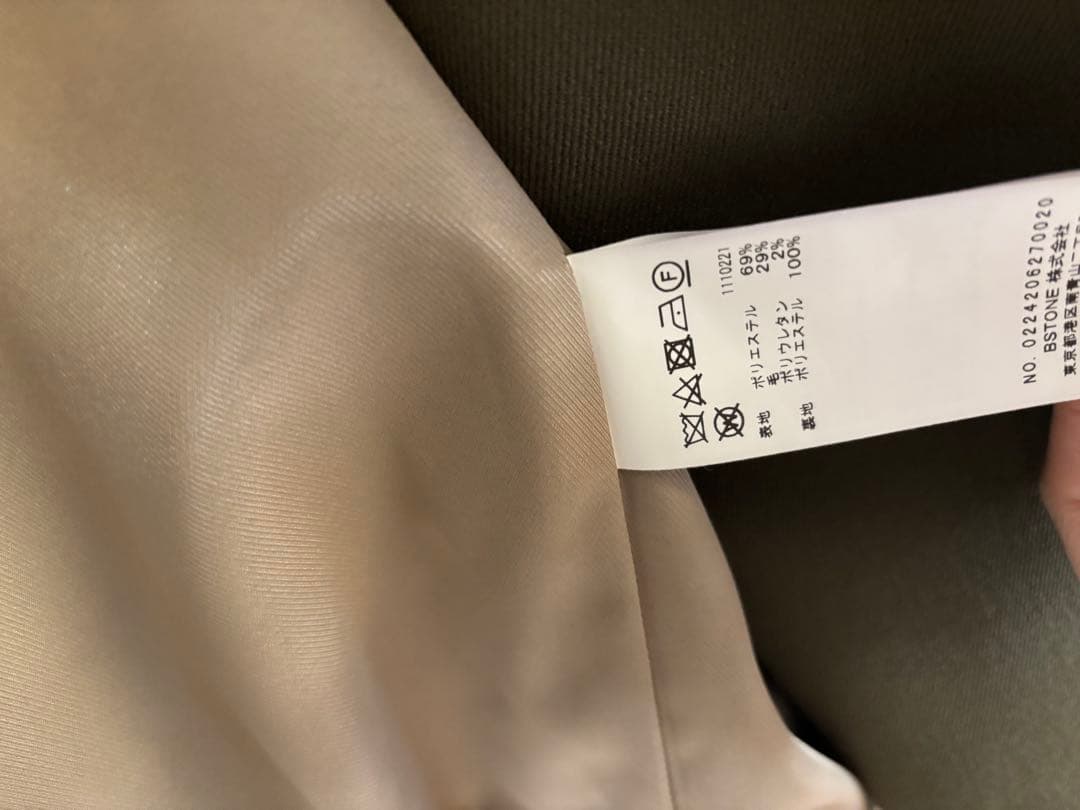 F
W
1110221
表地 ポリエステル 69%
毛 29%
ポリウレタン 2%
裏地 ポリエステル 100%
NO. 0224206270020
BSTONE 株式会社
東京都港区南青山二丁目